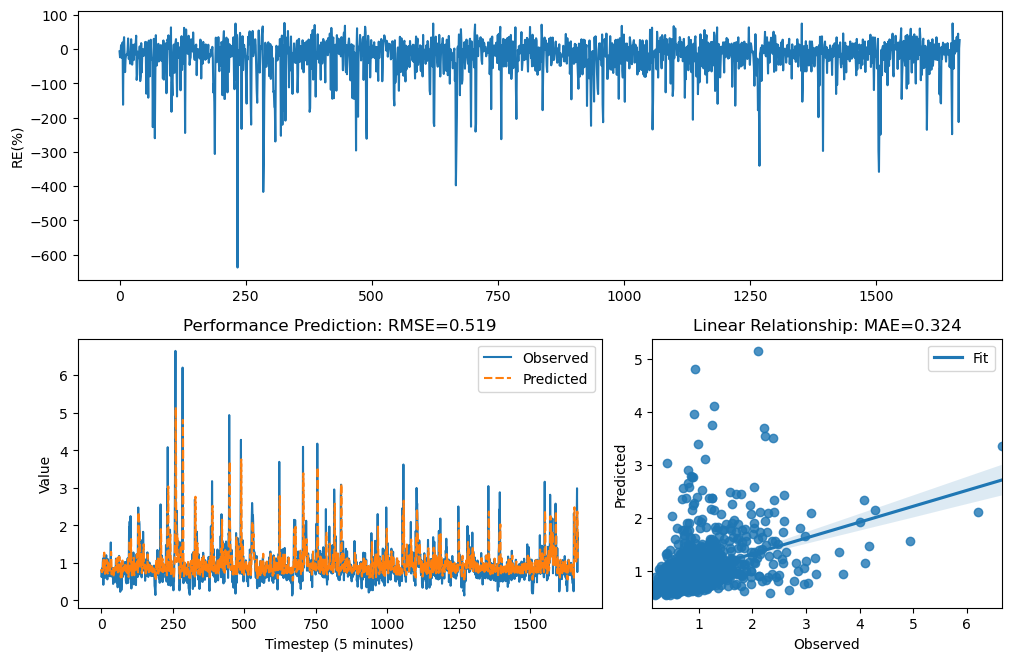 100
0
−100
−200
−300
−400
−500
−600
RE(%)
0 250 500 750 1000 1250 1500
Performance Prediction: RMSE=0.519
Observed
Predicted
6
5
4
3
2
1
0
Value
0 250 500 750 1000 1250 1500
Timestep (5 minutes)
Linear Relationship: MAE=0.324
Fit
5
4
3
2
1
Predicted
1 2 3 4 5 6
Observed